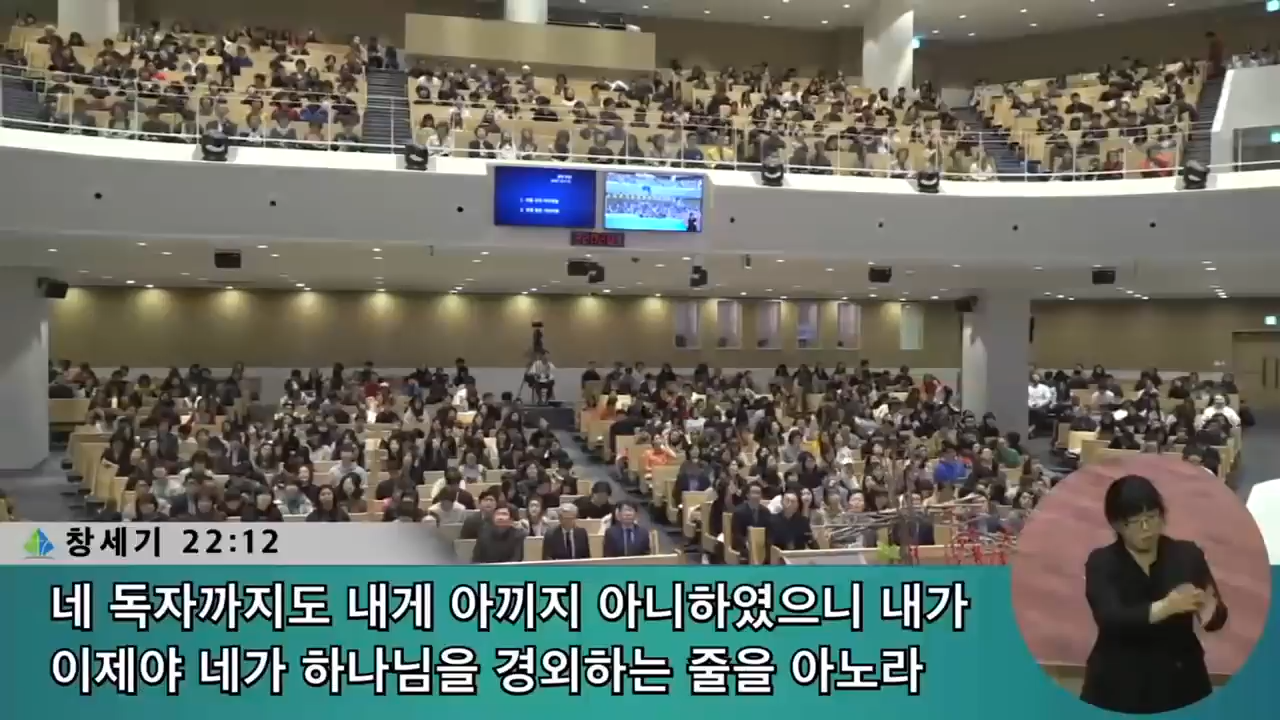 창세기 22:12
네 독자까지도 내게 아끼지 아니하였으니 내가
이제야 네가 하나님을 경외하는 줄을 아노라